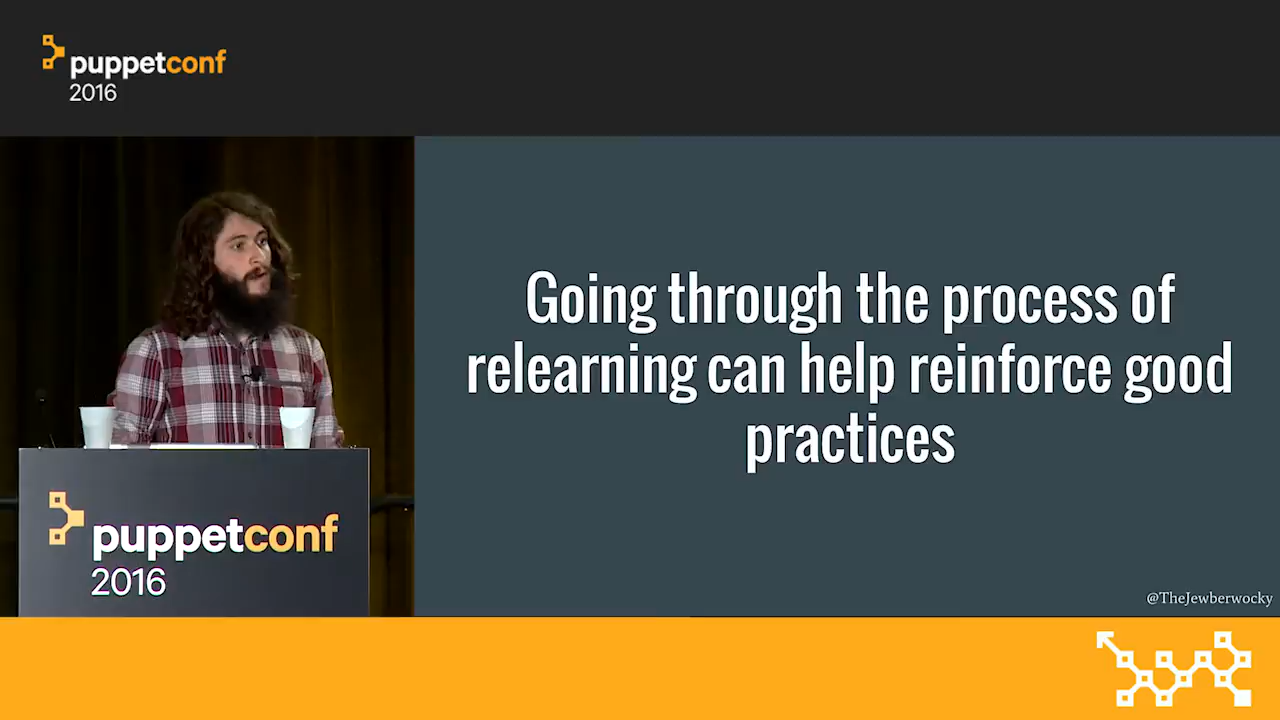 puppetconf
2016
Going through the process of
relearning can help reinforce good
practices
puppetconf
2016
@TheJewberwocky